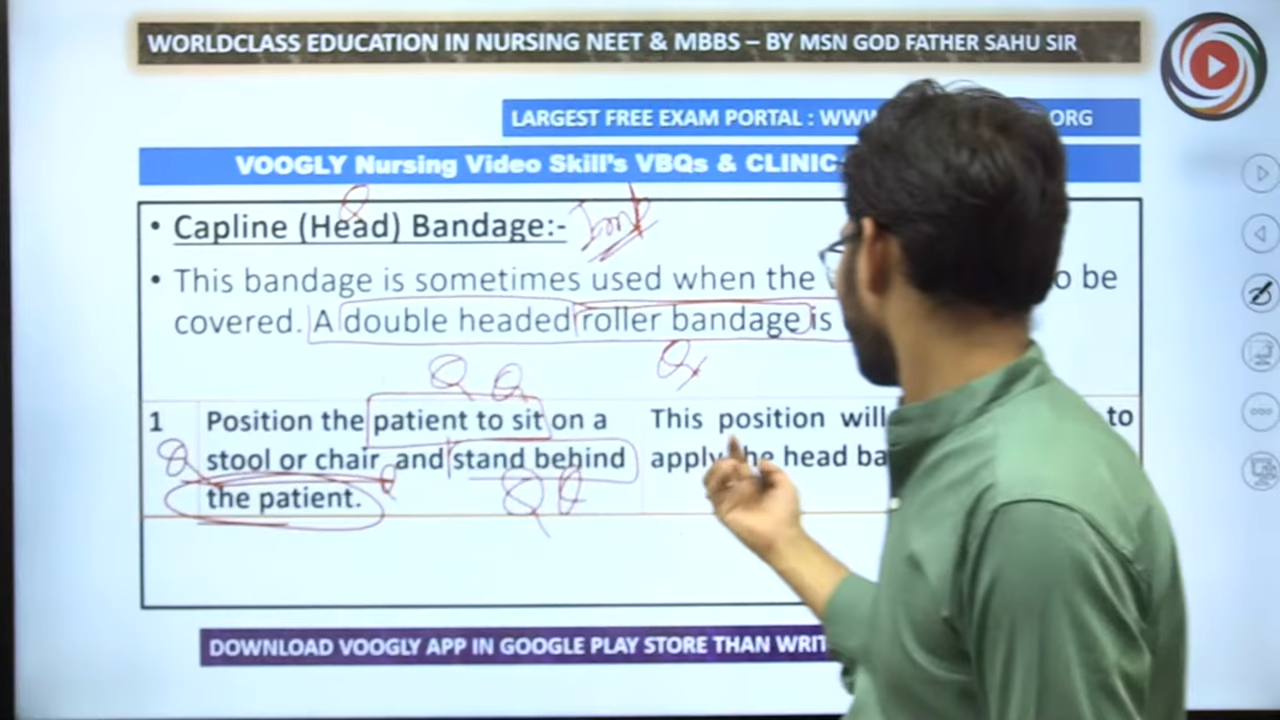 WORLDCLASS EDUCATION IN NURSING NEET & MBBS – BY MSN GOD FATHER SAHU SIR
LARGEST FREE EXAM PORTAL : WWW ORG
VOOGLY Nursing Video Skill's VBQs & CLINIC
• Capline (Head) Bandage:- Imp
• This bandage is sometimes used when the o be
covered. A double headed roller bandage is
1 Position the patient to sit on a
stool or chair and stand behind
the patient.
This position will to
apply the head ba
DOWNLOAD VOOGLY APP IN GOOGLE PLAY STORE THAN WRIT